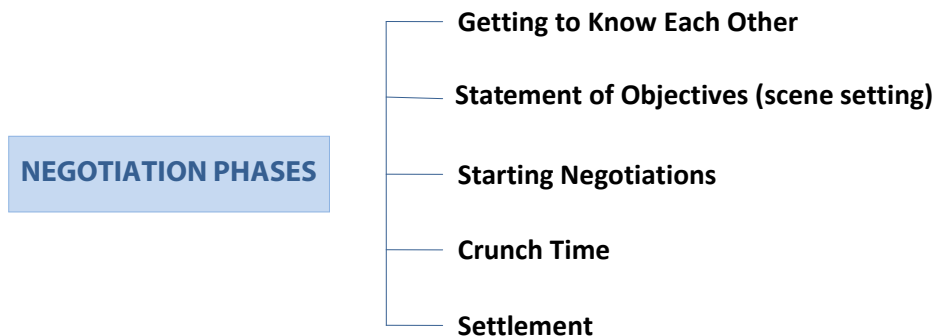 Getting to Know Each Other
Statement of Objectives (scene setting)
NEGOTIATION PHASES
Starting Negotiations
Crunch Time
Settlement